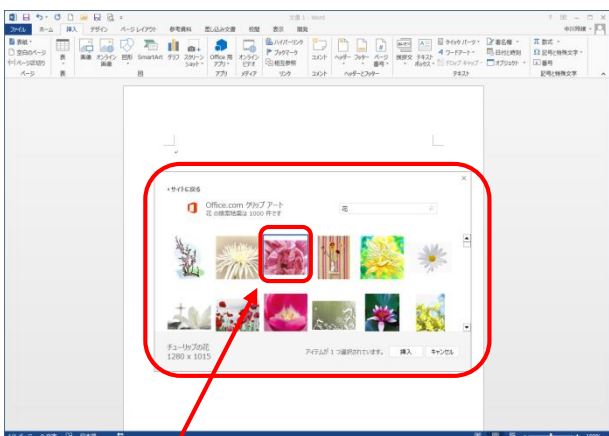 文書 1 - Word
ファイル ホーム 挿入 デザイン ページ レイアウト 参考資料 差し込み文書 校閲 表示 開発
表紙
空白のページ
ページ区切り
ページ
表
表
画像 オンライン画像 図形 SmartArt グラフ スクリーンショット
図
Office 用アプリ
アプリ
オンラインビデオ
メディア
ハイパーリンク
ブックマーク
相互参照
リンク
コメント
コメント
ヘッダー フッター ページ番号
ヘッダーとフッター
挨拶文 テキストボックス
クイック パーツ
ワードアート
ドロップ キャップ
署名欄
日付と時刻
オブジェクト
テキスト
数式
記号と特殊文字
番号
記号と特殊文字
サイトに戻る
Office.com クリップ アート
花 の検索結果は 1000 件です
花
チューリップの花
1280 x 1015
アイテムが 1 つ選択されています。
挿入 キャンセル
100%